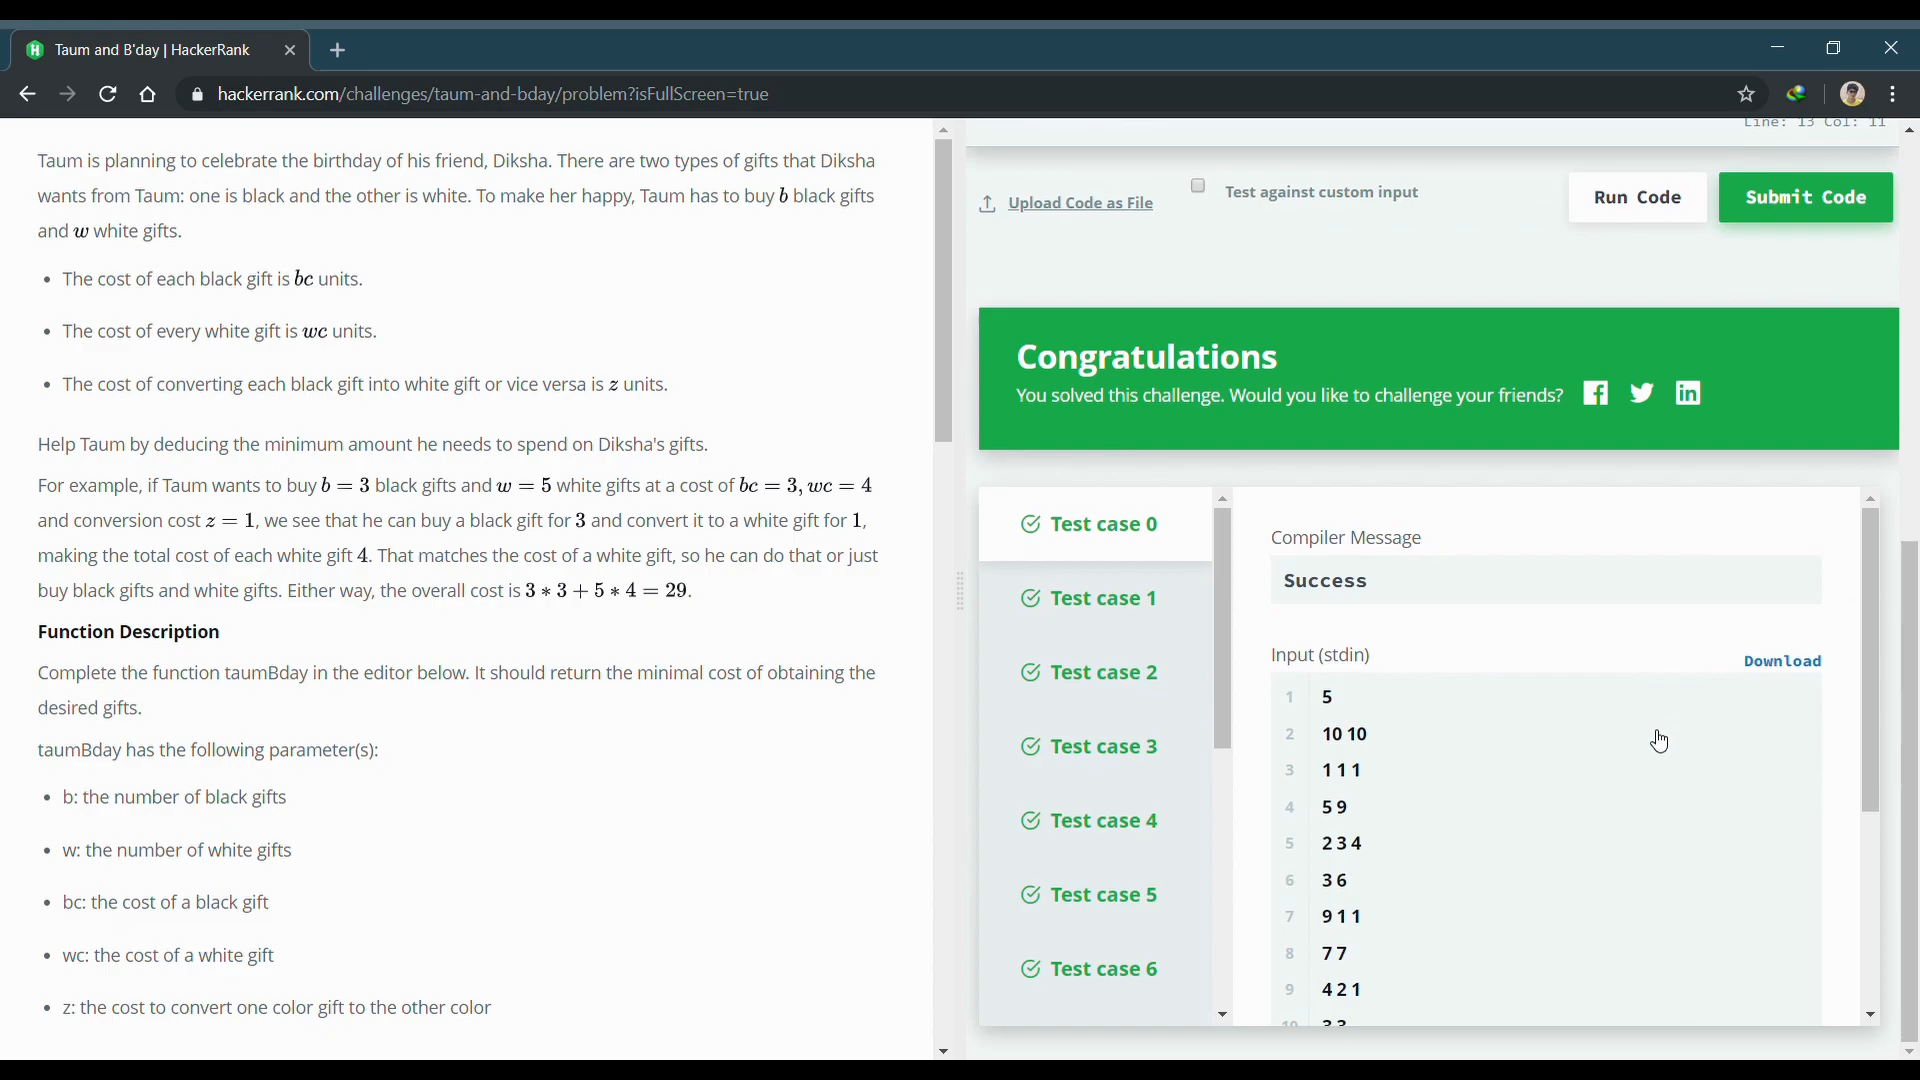 Taum and B'day | HackerRank
hackerrank.com/challenges/taum-and-bday/problem?isFullScreen=true
Taum is planning to celebrate the birthday of his friend, Diksha. There are two types of gifts that Diksha
wants from Taum: one is black and the other is white. To make her happy, Taum has to buy b black gifts
and w white gifts.
• The cost of each black gift is bc units.
• The cost of every white gift is wc units.
• The cost of converting each black gift into white gift or vice versa is z units.
Help Taum by deducing the minimum amount he needs to spend on Diksha's gifts.
For example, if Taum wants to buy b = 3 black gifts and w = 5 white gifts at a cost of bc = 3, wc = 4
and conversion cost z = 1, we see that he can buy a black gift for 3 and convert it to a white gift for 1,
making the total cost of each white gift 4. That matches the cost of a white gift, so he can do that or just
buy black gifts and white gifts. Either way, the overall cost is 3 * 3 + 5 * 4 = 29.
Function Description
Complete the function taumBday in the editor below. It should return the minimal cost of obtaining the
desired gifts.
taumBday has the following parameter(s):
• b: the number of black gifts
• w: the number of white gifts
• bc: the cost of a black gift
• wc: the cost of a white gift
• z: the cost to convert one color gift to the other color
Line: 13 Col: 11
Upload Code as File
Test against custom input
Run Code
Submit Code
Congratulations
You solved this challenge. Would you like to challenge your friends?
Test case 0
Test case 1
Test case 2
Test case 3
Test case 4
Test case 5
Test case 6
Compiler Message
Success
Input (stdin)
Download
1 5
2 10 10
3 1 1 1
4 5 9
5 2 3 4
6 3 6
7 9 1 1
8 7 7
9 4 2 1
10 3 3